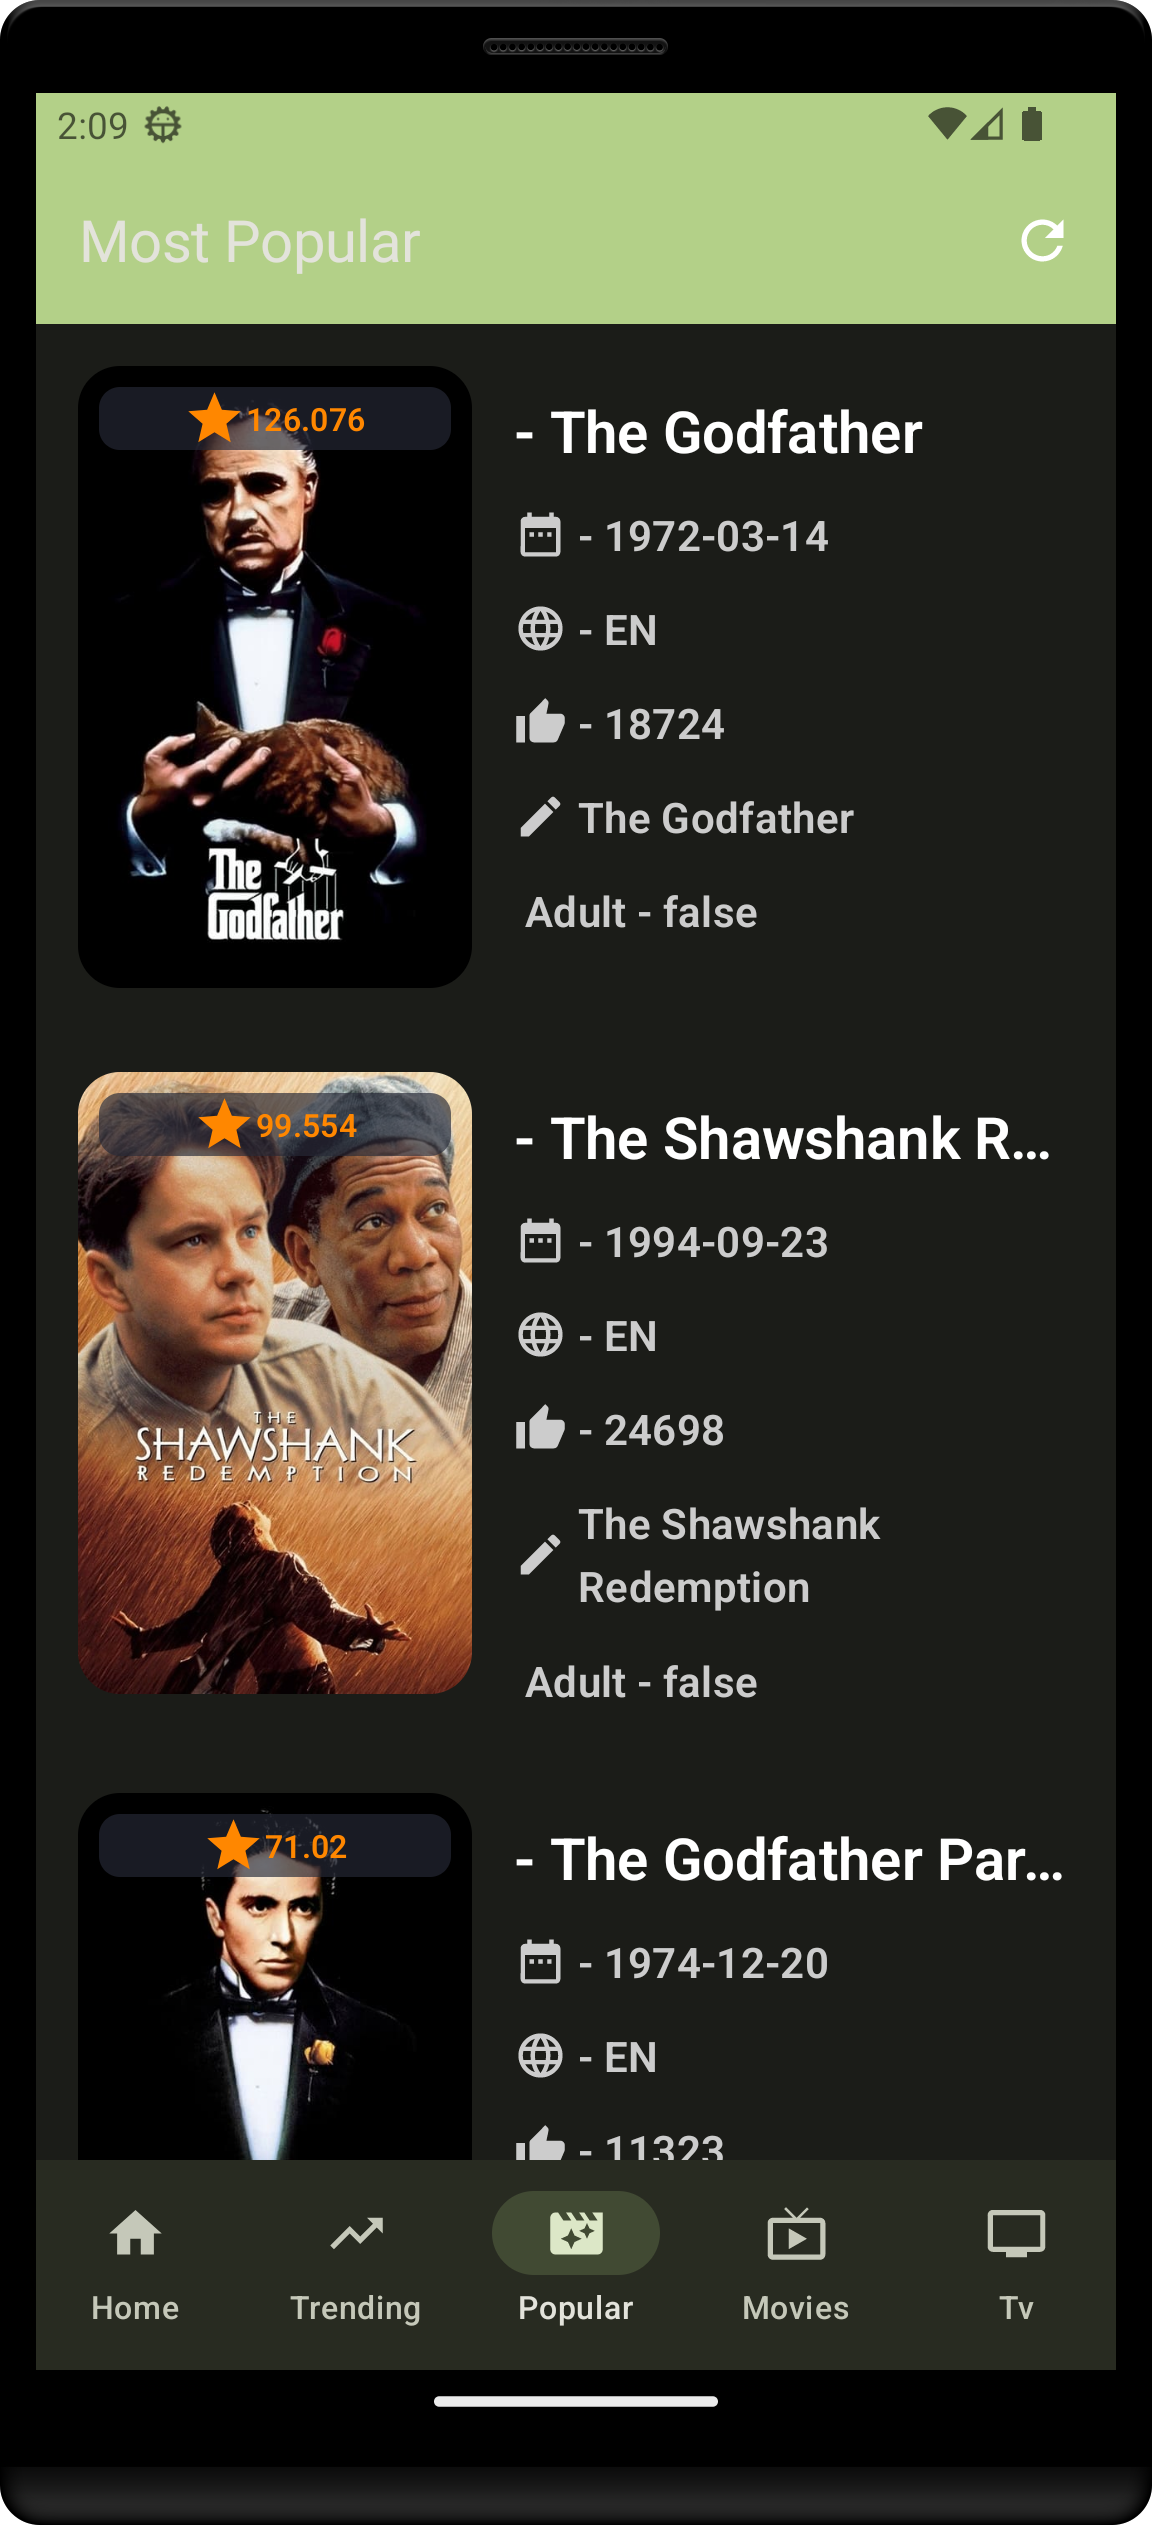 2:09
Most Popular
126.076
The
Godfather
- The Godfather
- 1972-03-14
- EN
- 18724
The Godfather
Adult - false
99.554
THE
SHAWSHANK
REDEMPTION
- The Shawshank R...
- 1994-09-23
- EN
- 24698
The Shawshank
Redemption
Adult - false
71.02
- The Godfather Par...
- 1974-12-20
- EN
- 11323
Home
Trending
Popular
Movies
Tv